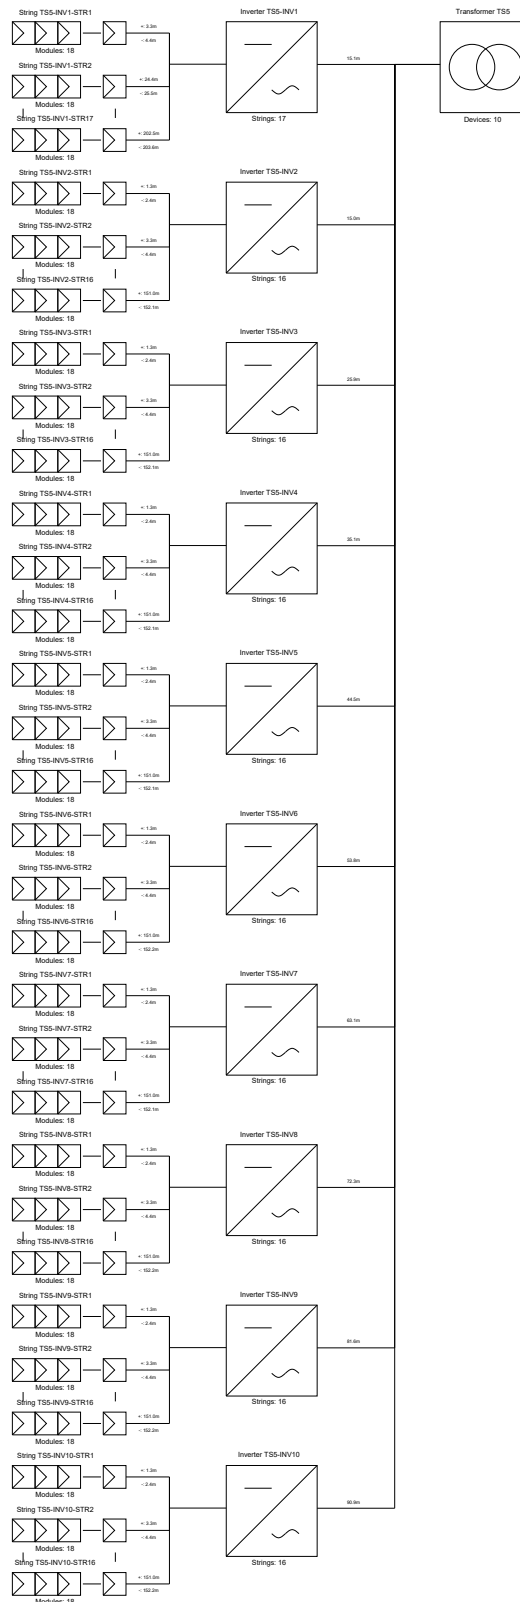 String TS5-INV1-STR1
Inverter TS5-INV1
Transformer TS5
+: 3.3m
-: 4.4m
Modules: 18
String TS5-INV1-STR2
15.1m
+: 24.4m
-: 25.5m
Modules: 18
String TS5-INV1-STR17
Strings: 17
Devices: 10
+: 202.5m
-: 203.6m
Modules: 18
String TS5-INV2-STR1
Inverter TS5-INV2
+: 1.3m
-: 2.4m
Modules: 18
String TS5-INV2-STR2
15.0m
+: 3.3m
-: 4.4m
Modules: 18
String TS5-INV2-STR16
Strings: 16
+: 151.0m
-: 152.1m
Modules: 18
String TS5-INV3-STR1
Inverter TS5-INV3
+: 1.3m
-: 2.4m
Modules: 18
String TS5-INV3-STR2
25.8m
+: 3.3m
-: 4.4m
Modules: 18
String TS5-INV3-STR16
Strings: 16
+: 151.0m
-: 152.1m
Modules: 18
String TS5-INV4-STR1
Inverter TS5-INV4
+: 1.3m
-: 2.4m
Modules: 18
String TS5-INV4-STR2
35.1m
+: 3.3m
-: 4.4m
Modules: 18
String TS5-INV4-STR16
Strings: 16
+: 151.0m
-: 152.1m
Modules: 18
String TS5-INV5-STR1
Inverter TS5-INV5
+: 1.3m
-: 2.4m
Modules: 18
String TS5-INV5-STR2
44.5m
+: 3.3m
-: 4.4m
Modules: 18
String TS5-INV5-STR16
Strings: 16
+: 151.0m
-: 152.1m
Modules: 18
String TS5-INV6-STR1
Inverter TS5-INV6
+: 1.3m
-: 2.4m
Modules: 18
String TS5-INV6-STR2
53.8m
+: 3.3m
-: 4.4m
Modules: 18
String TS5-INV6-STR16
Strings: 16
+: 151.0m
-: 152.2m
Modules: 18
String TS5-INV7-STR1
Inverter TS5-INV7
+: 1.3m
-: 2.4m
Modules: 18
String TS5-INV7-STR2
63.1m
+: 3.3m
-: 4.4m
Modules: 18
String TS5-INV7-STR16
Strings: 16
+: 151.0m
-: 152.1m
Modules: 18
String TS5-INV8-STR1
Inverter TS5-INV8
+: 1.3m
-: 2.4m
Modules: 18
String TS5-INV8-STR2
72.3m
+: 3.3m
-: 4.4m
Modules: 18
String TS5-INV8-STR16
Strings: 16
+: 151.0m
-: 152.2m
Modules: 18
String TS5-INV9-STR1
Inverter TS5-INV9
+: 1.3m
-: 2.4m
Modules: 18
String TS5-INV9-STR2
81.6m
+: 3.3m
-: 4.4m
Modules: 18
String TS5-INV9-STR16
Strings: 16
+: 151.0m
-: 152.2m
Modules: 18
String TS5-INV10-STR1
Inverter TS5-INV10
+: 1.3m
-: 2.4m
Modules: 18
String TS5-INV10-STR2
90.9m
+: 3.3m
-: 4.4m
Modules: 18
String TS5-INV10-STR16
Strings: 16
+: 151.0m
-: 152.2m
Modules: 18